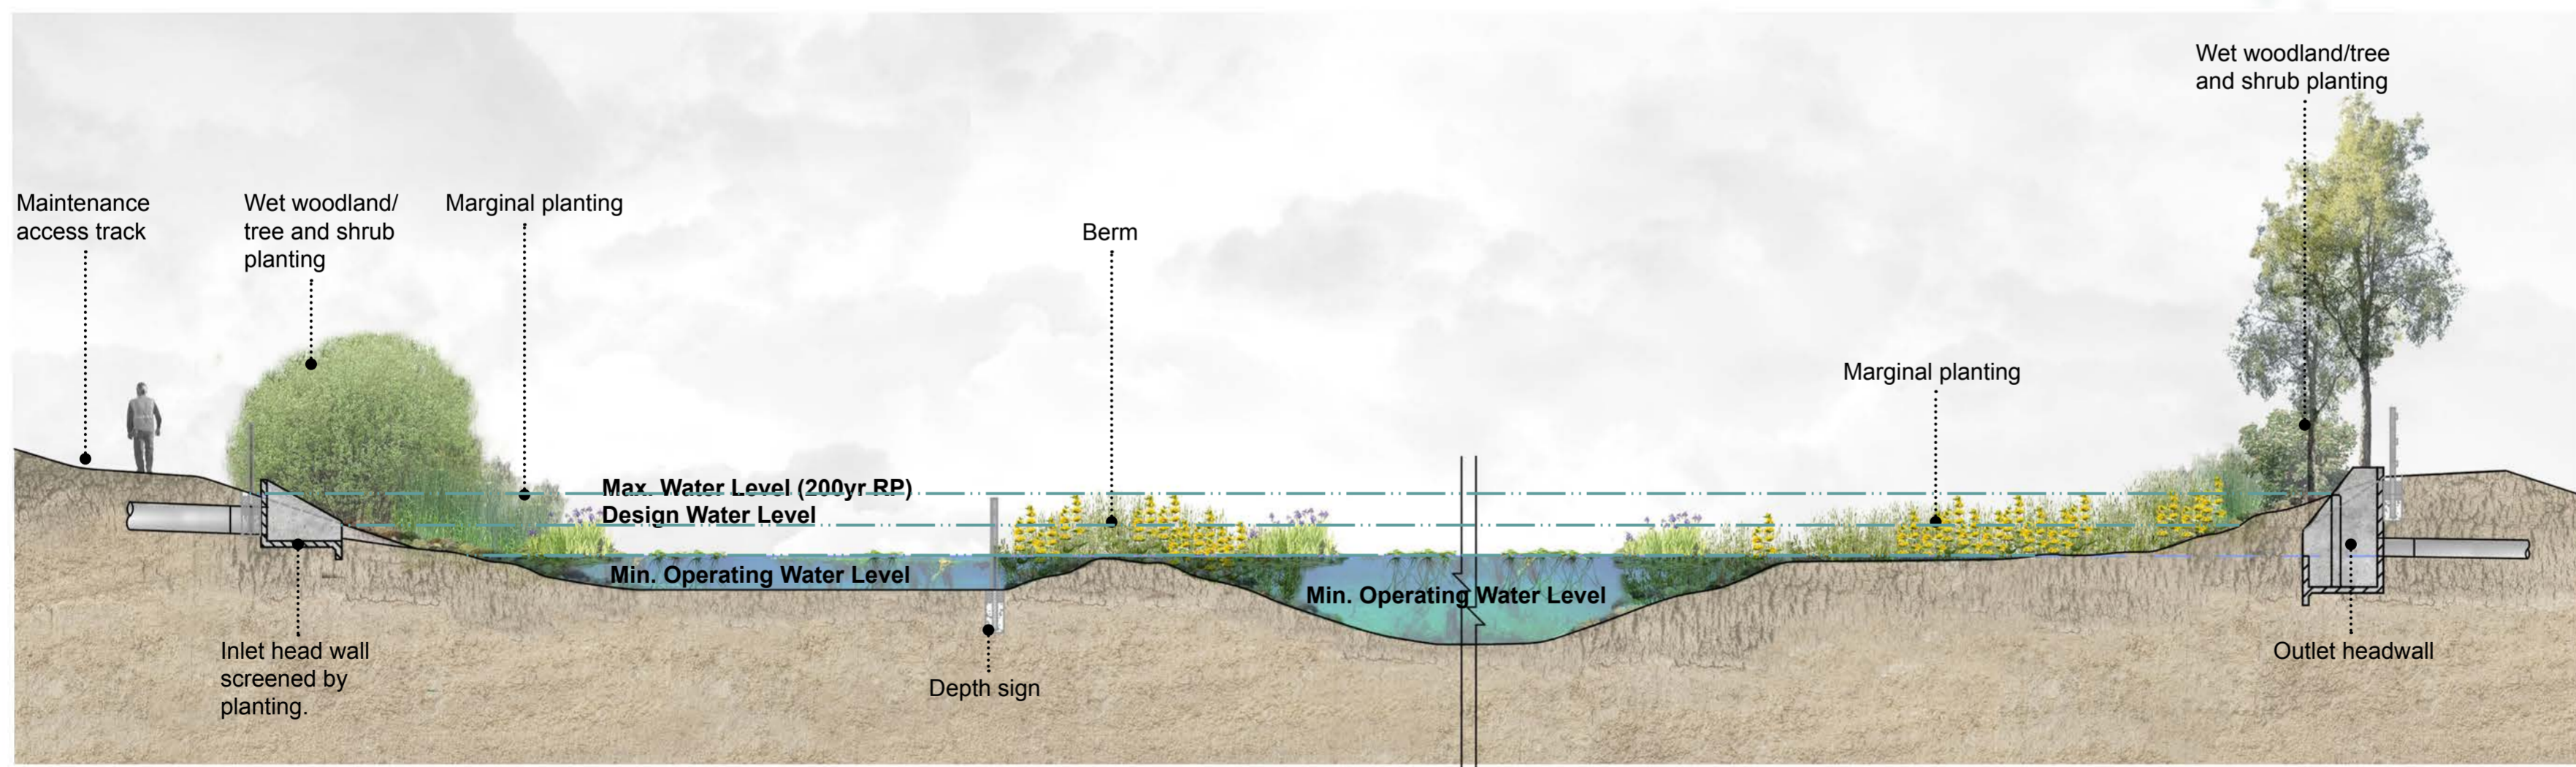 Wet woodland/tree
and shrub planting
Maintenance
access track
Wet woodland/
tree and shrub
planting
Marginal planting
Berm
Marginal planting
Max. Water Level (200yr RP)
Design Water Level
Min. Operating Water Level
Min. Operating Water Level
Inlet head wall
screened by
planting.
Depth sign
Outlet headwall